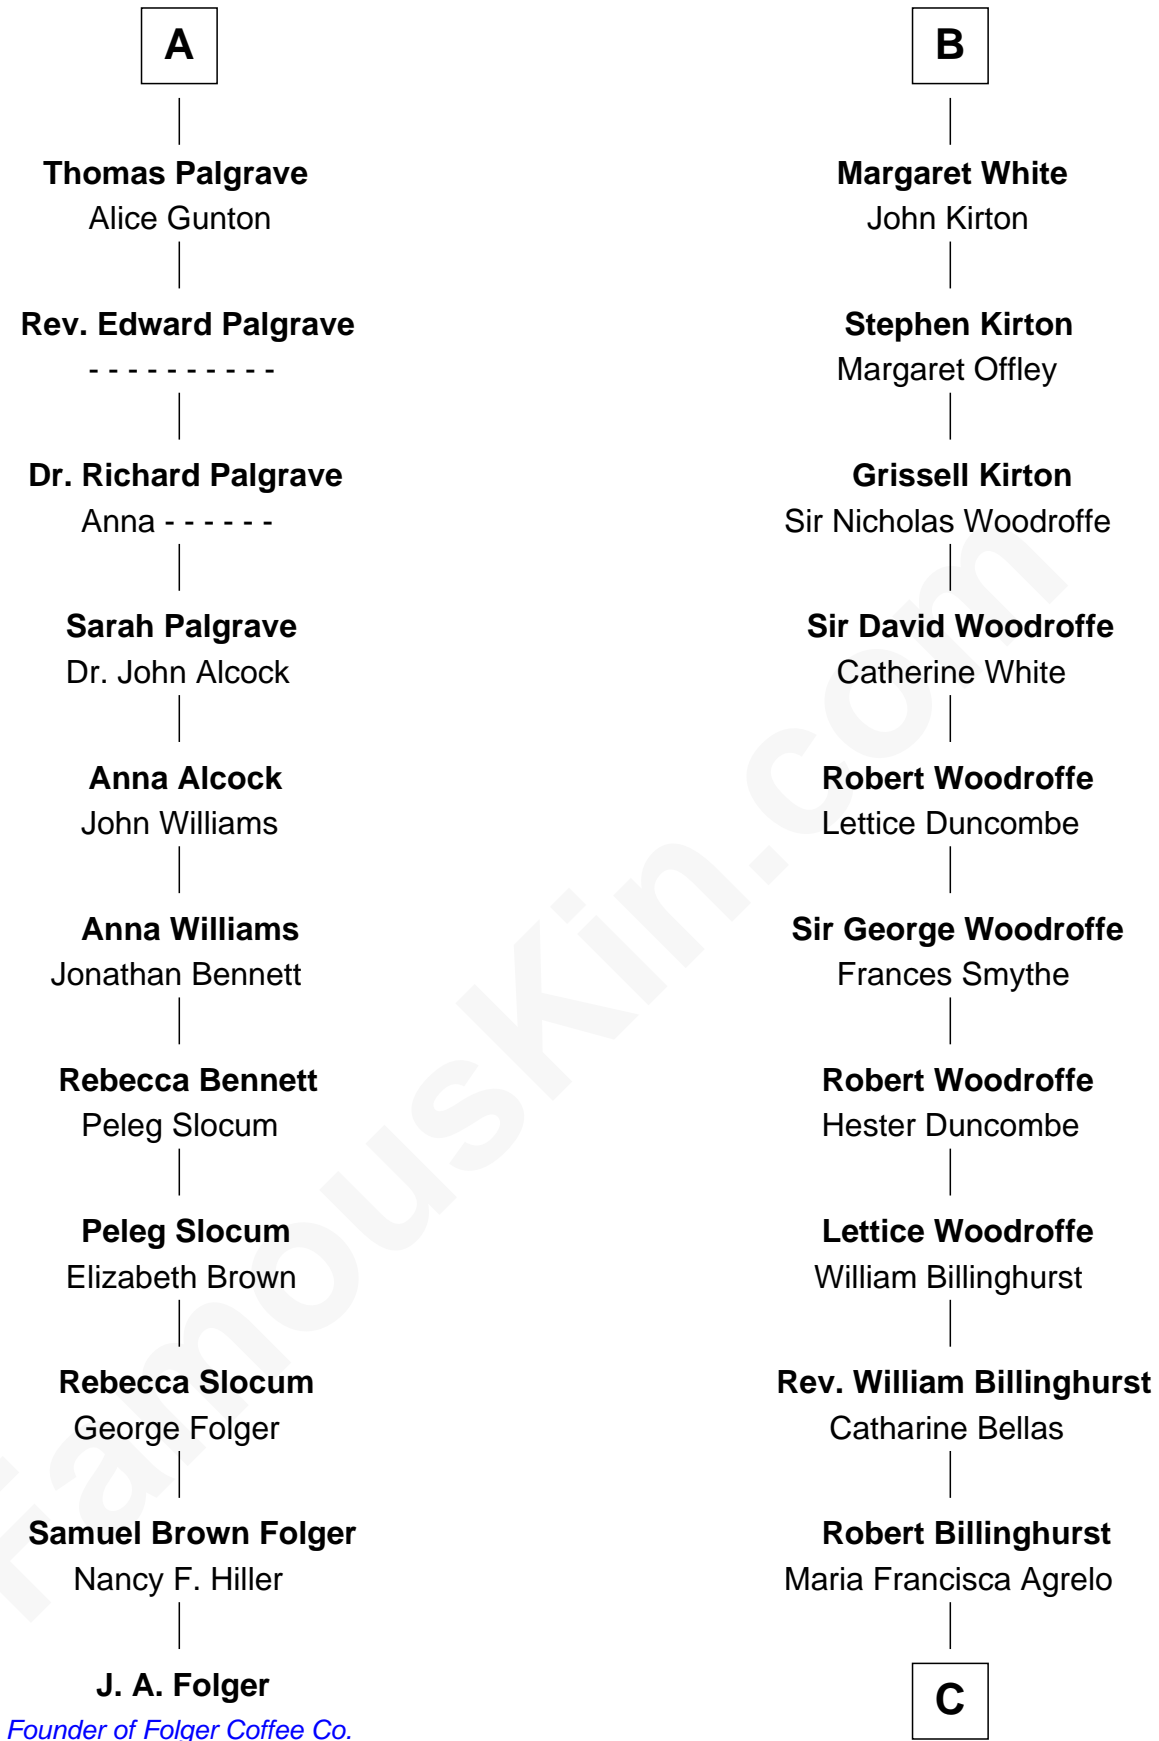 A
Thomas Palgrave
Alice Gunton
Rev. Edward Palgrave
- - - - - - - - - -
Dr. Richard Palgrave
Anna - - - - - -
Sarah Palgrave
Dr. John Alcock
Anna Alcock
John Williams
Anna Williams
Jonathan Bennett
Rebecca Bennett
Peleg Slocum
Peleg Slocum
Elizabeth Brown
Rebecca Slocum
George Folger
Samuel Brown Folger
Nancy F. Hiller
J. A. Folger
Founder of Folger Coffee Co.
B
Margaret White
John Kirton
Stephen Kirton
Margaret Offley
Grissell Kirton
Sir Nicholas Woodroffe
Sir David Woodroffe
Catherine White
Robert Woodroffe
Lettice Duncombe
Sir George Woodroffe
Frances Smythe
Robert Woodroffe
Hester Duncombe
Lettice Woodroffe
William Billinghurst
Rev. William Billinghurst
Catharine Bellas
Robert Billinghurst
Maria Francisca Agrelo
C
FamousKin.com